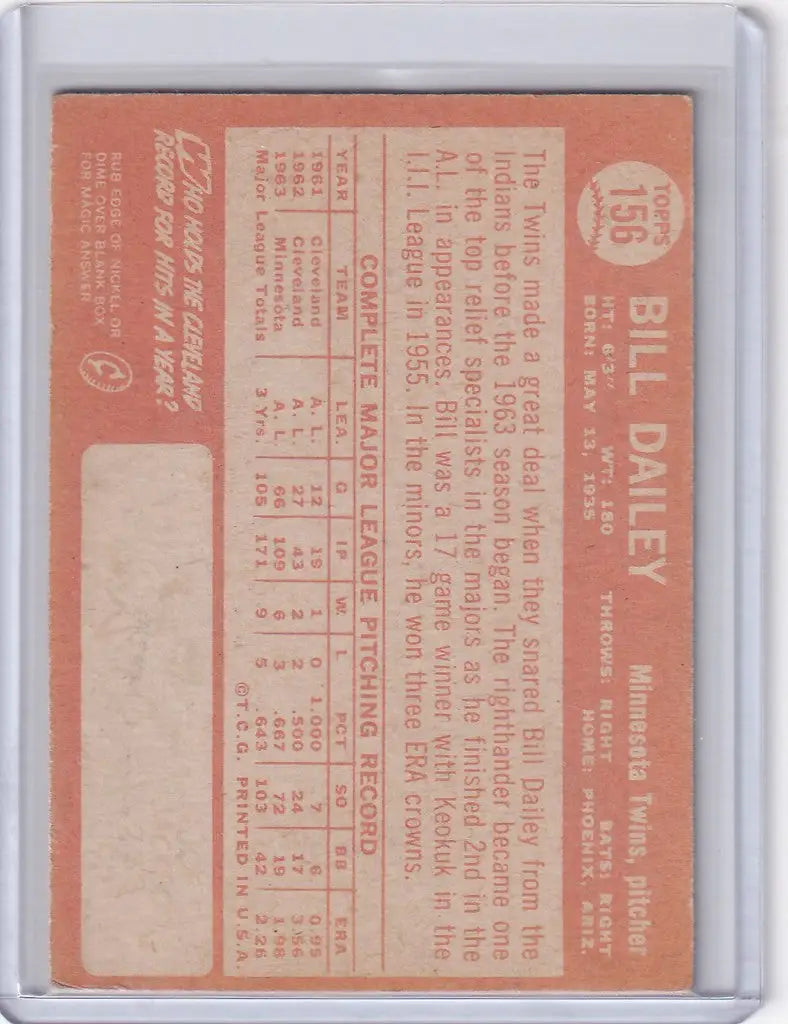 TOPPS
156
BILL DAILEY Minnesota Twins, pitcher
HT: 6'3" WT: 180 THROWS: RIGHT BATS: RIGHT
BORN: MAY 13, 1935 HOME: PHOENIX, ARIZ.
The Twins made a great deal when they snared Bill Dailey from the
Indians before the 1963 season began. The righthander became one
of the top relief specialists in the majors as he finished 2nd in the
A.L. in appearances. Bill was a 17 game winner with Keokuk in the
I.I.I. League in 1955. In the minors, he won three ERA crowns.
COMPLETE MAJOR LEAGUE PITCHING RECORD
YEAR TEAM LEA. G IP W L PCT SO BB ERA
1961 Cleveland A. L. 12 19 1 0 1.000 7 6 0.95
1962 Cleveland A. L. 27 43 2 2 .500 24 17 3.56
1963 Minnesota A. L. 66 109 6 3 .667 72 19 1.98
Major League Totals 3 Yrs. 105 171 9 5 .643 103 42 2.26
©T.C.G. PRINTED IN U.S.A.
WHO HOLDS THE CLEVELAND
RECORD FOR HITS IN A YEAR?
RUB EDGE OF NICKEL OR
DIME OVER BLANK BOX
FOR MAGIC ANSWER